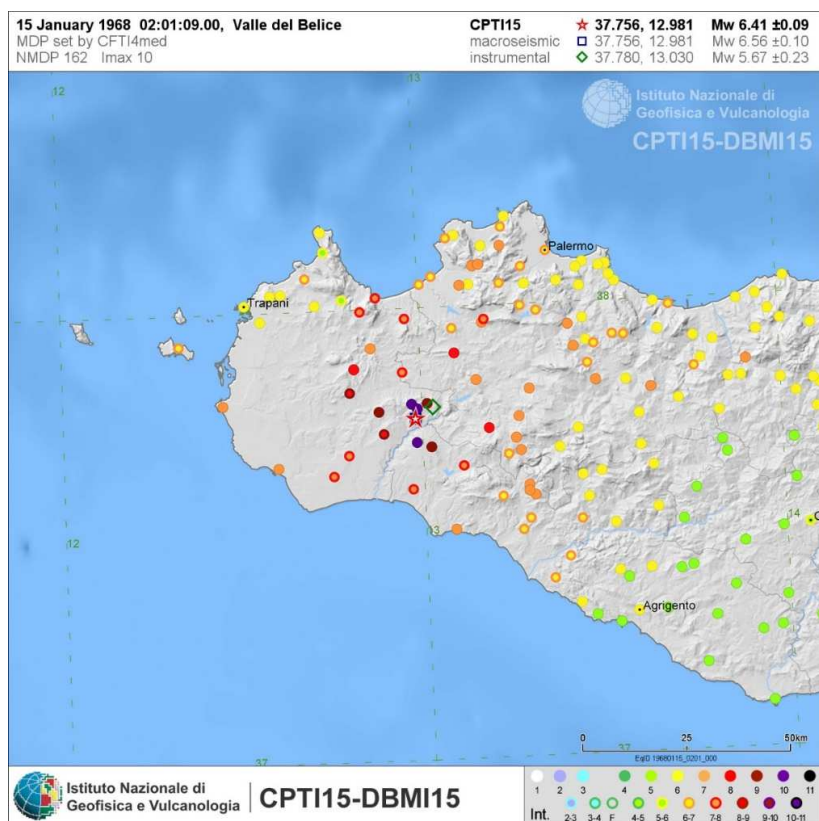 15 January 1968  02:01:09.00,  Valle del Belice
MDP set by CFTI4med
NMDP 162   Imax 10
CPTI15 37.756, 12.981 Mw 6.41 ±0.09
macroseismic 37.756, 12.981 Mw 6.56 ±0.10
instrumental 37.780, 13.030 Mw 5.67 ±0.23
12
13
Istituto Nazionale di
Geofisica e Vulcanologia
CPTI15-DBMI15
Palermo
38
Trapani
14
12
Agrigento
0 25 50km
37
37
EqID 19680115_0201_000
Istituto Nazionale di
Geofisica e Vulcanologia
CPTI15-DBMI15
1 2 3 4 5 6 7 8 9 10 11
Int. 2-3 3-4 F 4-5 5-6 6-7 7-8 8-9 9-10 10-11